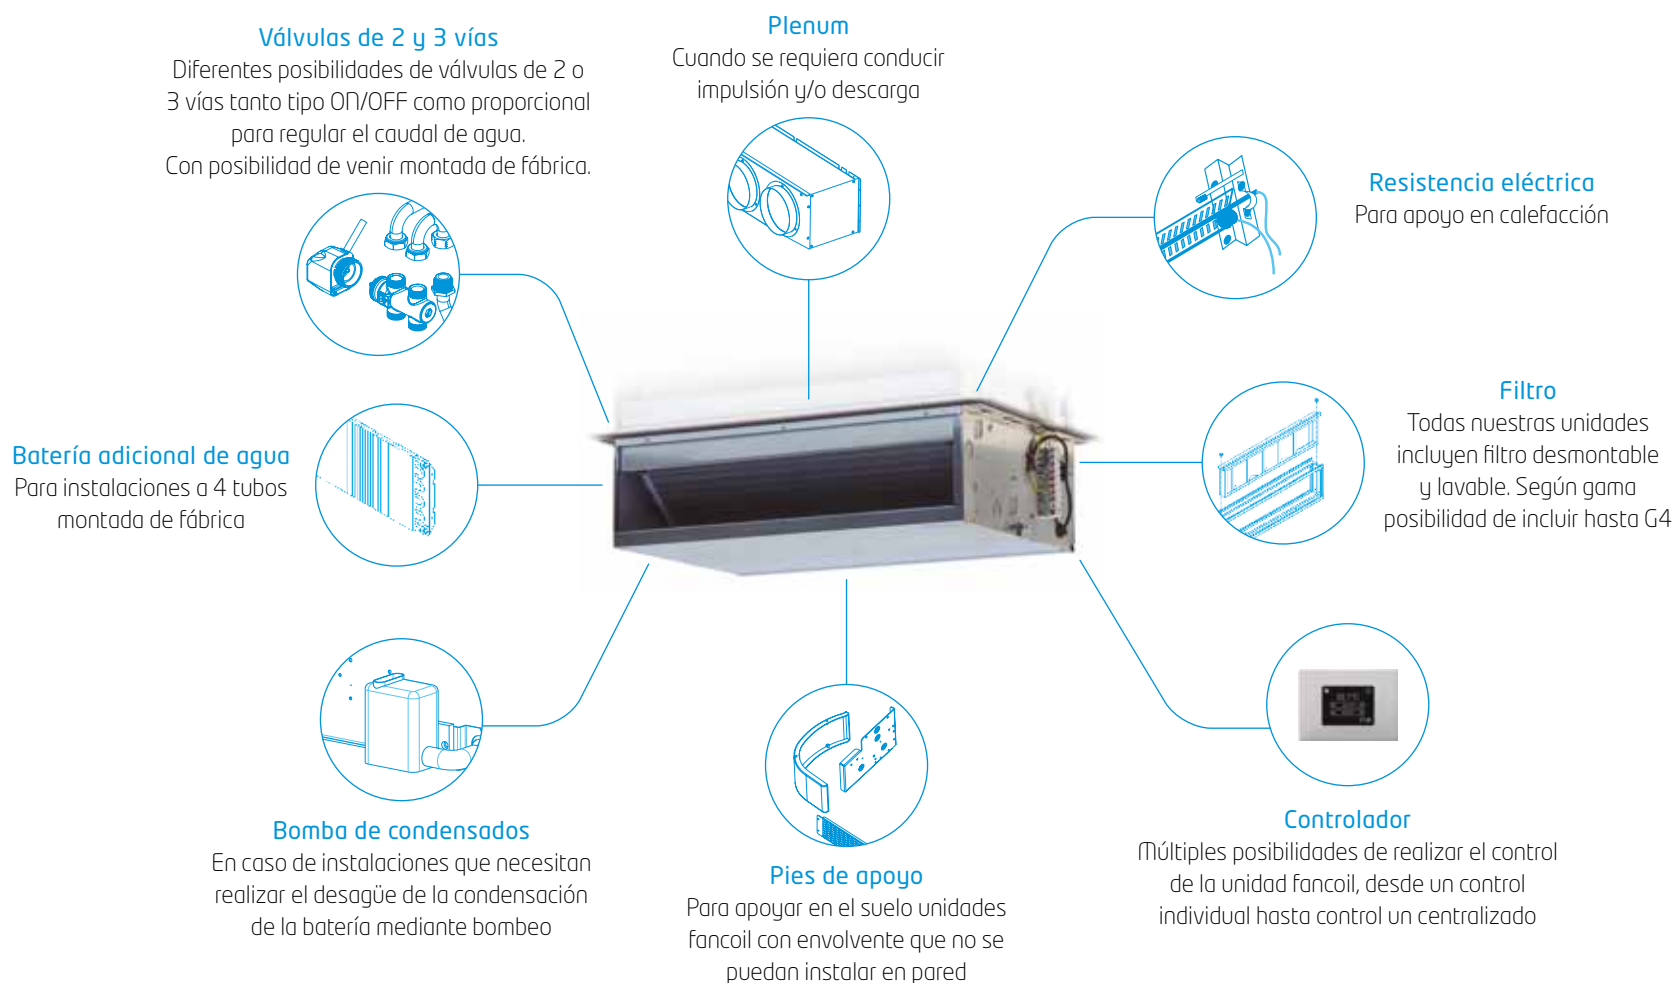 Válvulas de 2 y 3 vías
Diferentes posibilidades de válvulas de 2 o
3 vías tanto tipo ON/OFF como proporcional
para regular el caudal de agua.
Con posibilidad de venir montada de fábrica.
Plenum
Cuando se requiera conducir
impulsión y/o descarga
Resistencia eléctrica
Para apoyo en calefacción
Filtro
Todas nuestras unidades
incluyen filtro desmontable
y lavable. Según gama
posibilidad de incluir hasta G4
Batería adicional de agua
Para instalaciones a 4 tubos
montada de fábrica
Bomba de condensados
En caso de instalaciones que necesitan
realizar el desagüe de la condensación
de la batería mediante bombeo
Pies de apoyo
Para apoyar en el suelo unidades
fancoil con envolvente que no se
puedan instalar en pared
Controlador
Múltiples posibilidades de realizar el control
de la unidad fancoil, desde un control
individual hasta control un centralizado